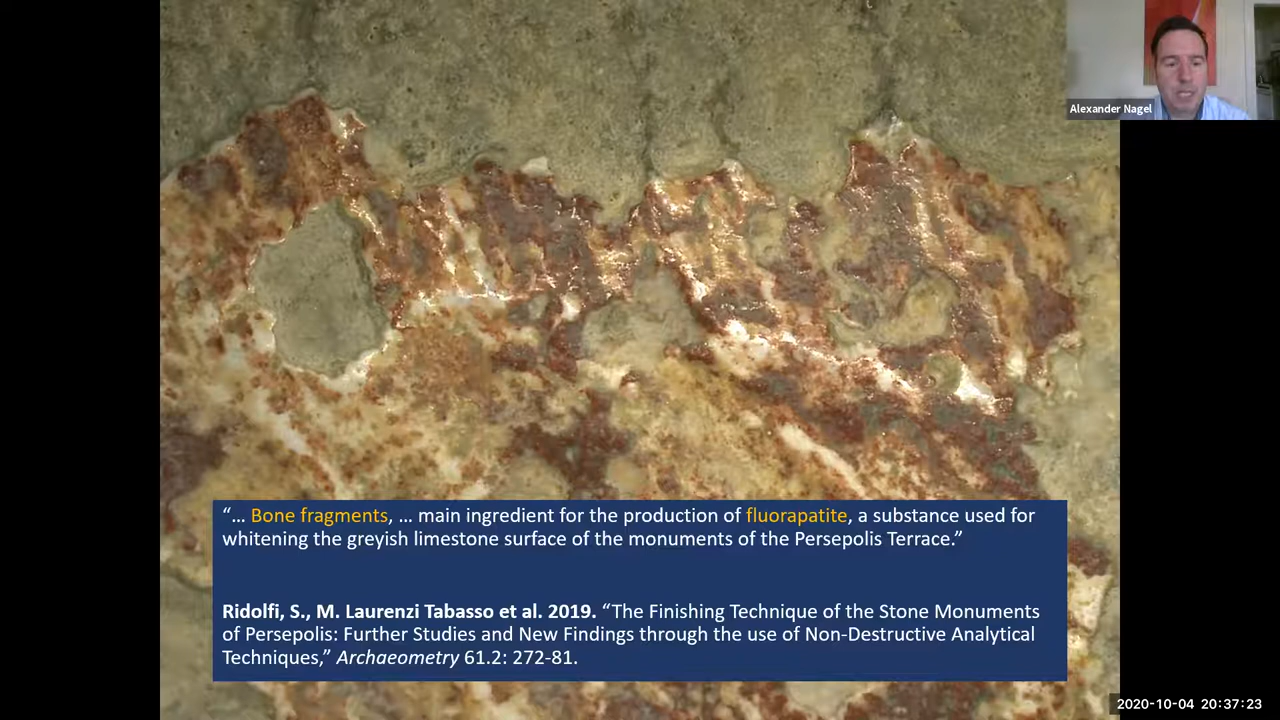 Alexander Nagel
“… Bone fragments, … main ingredient for the production of fluorapatite, a substance used for
whitening the greyish limestone surface of the monuments of the Persepolis Terrace.”
Ridolfi, S., M. Laurenzi Tabasso et al. 2019. “The Finishing Technique of the Stone Monuments
of Persepolis: Further Studies and New Findings through the use of Non-Destructive Analytical
Techniques,” Archaeometry 61.2: 272-81.
2020-10-04 20:37:23